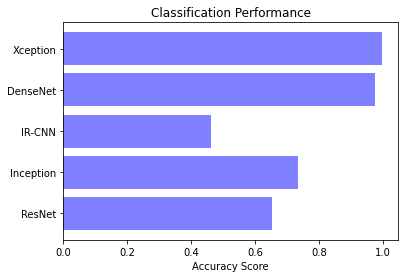 Classification Performance
Xception
DenseNet
IR-CNN
Inception
ResNet
0.0 0.2 0.4 0.6 0.8 1.0
Accuracy Score